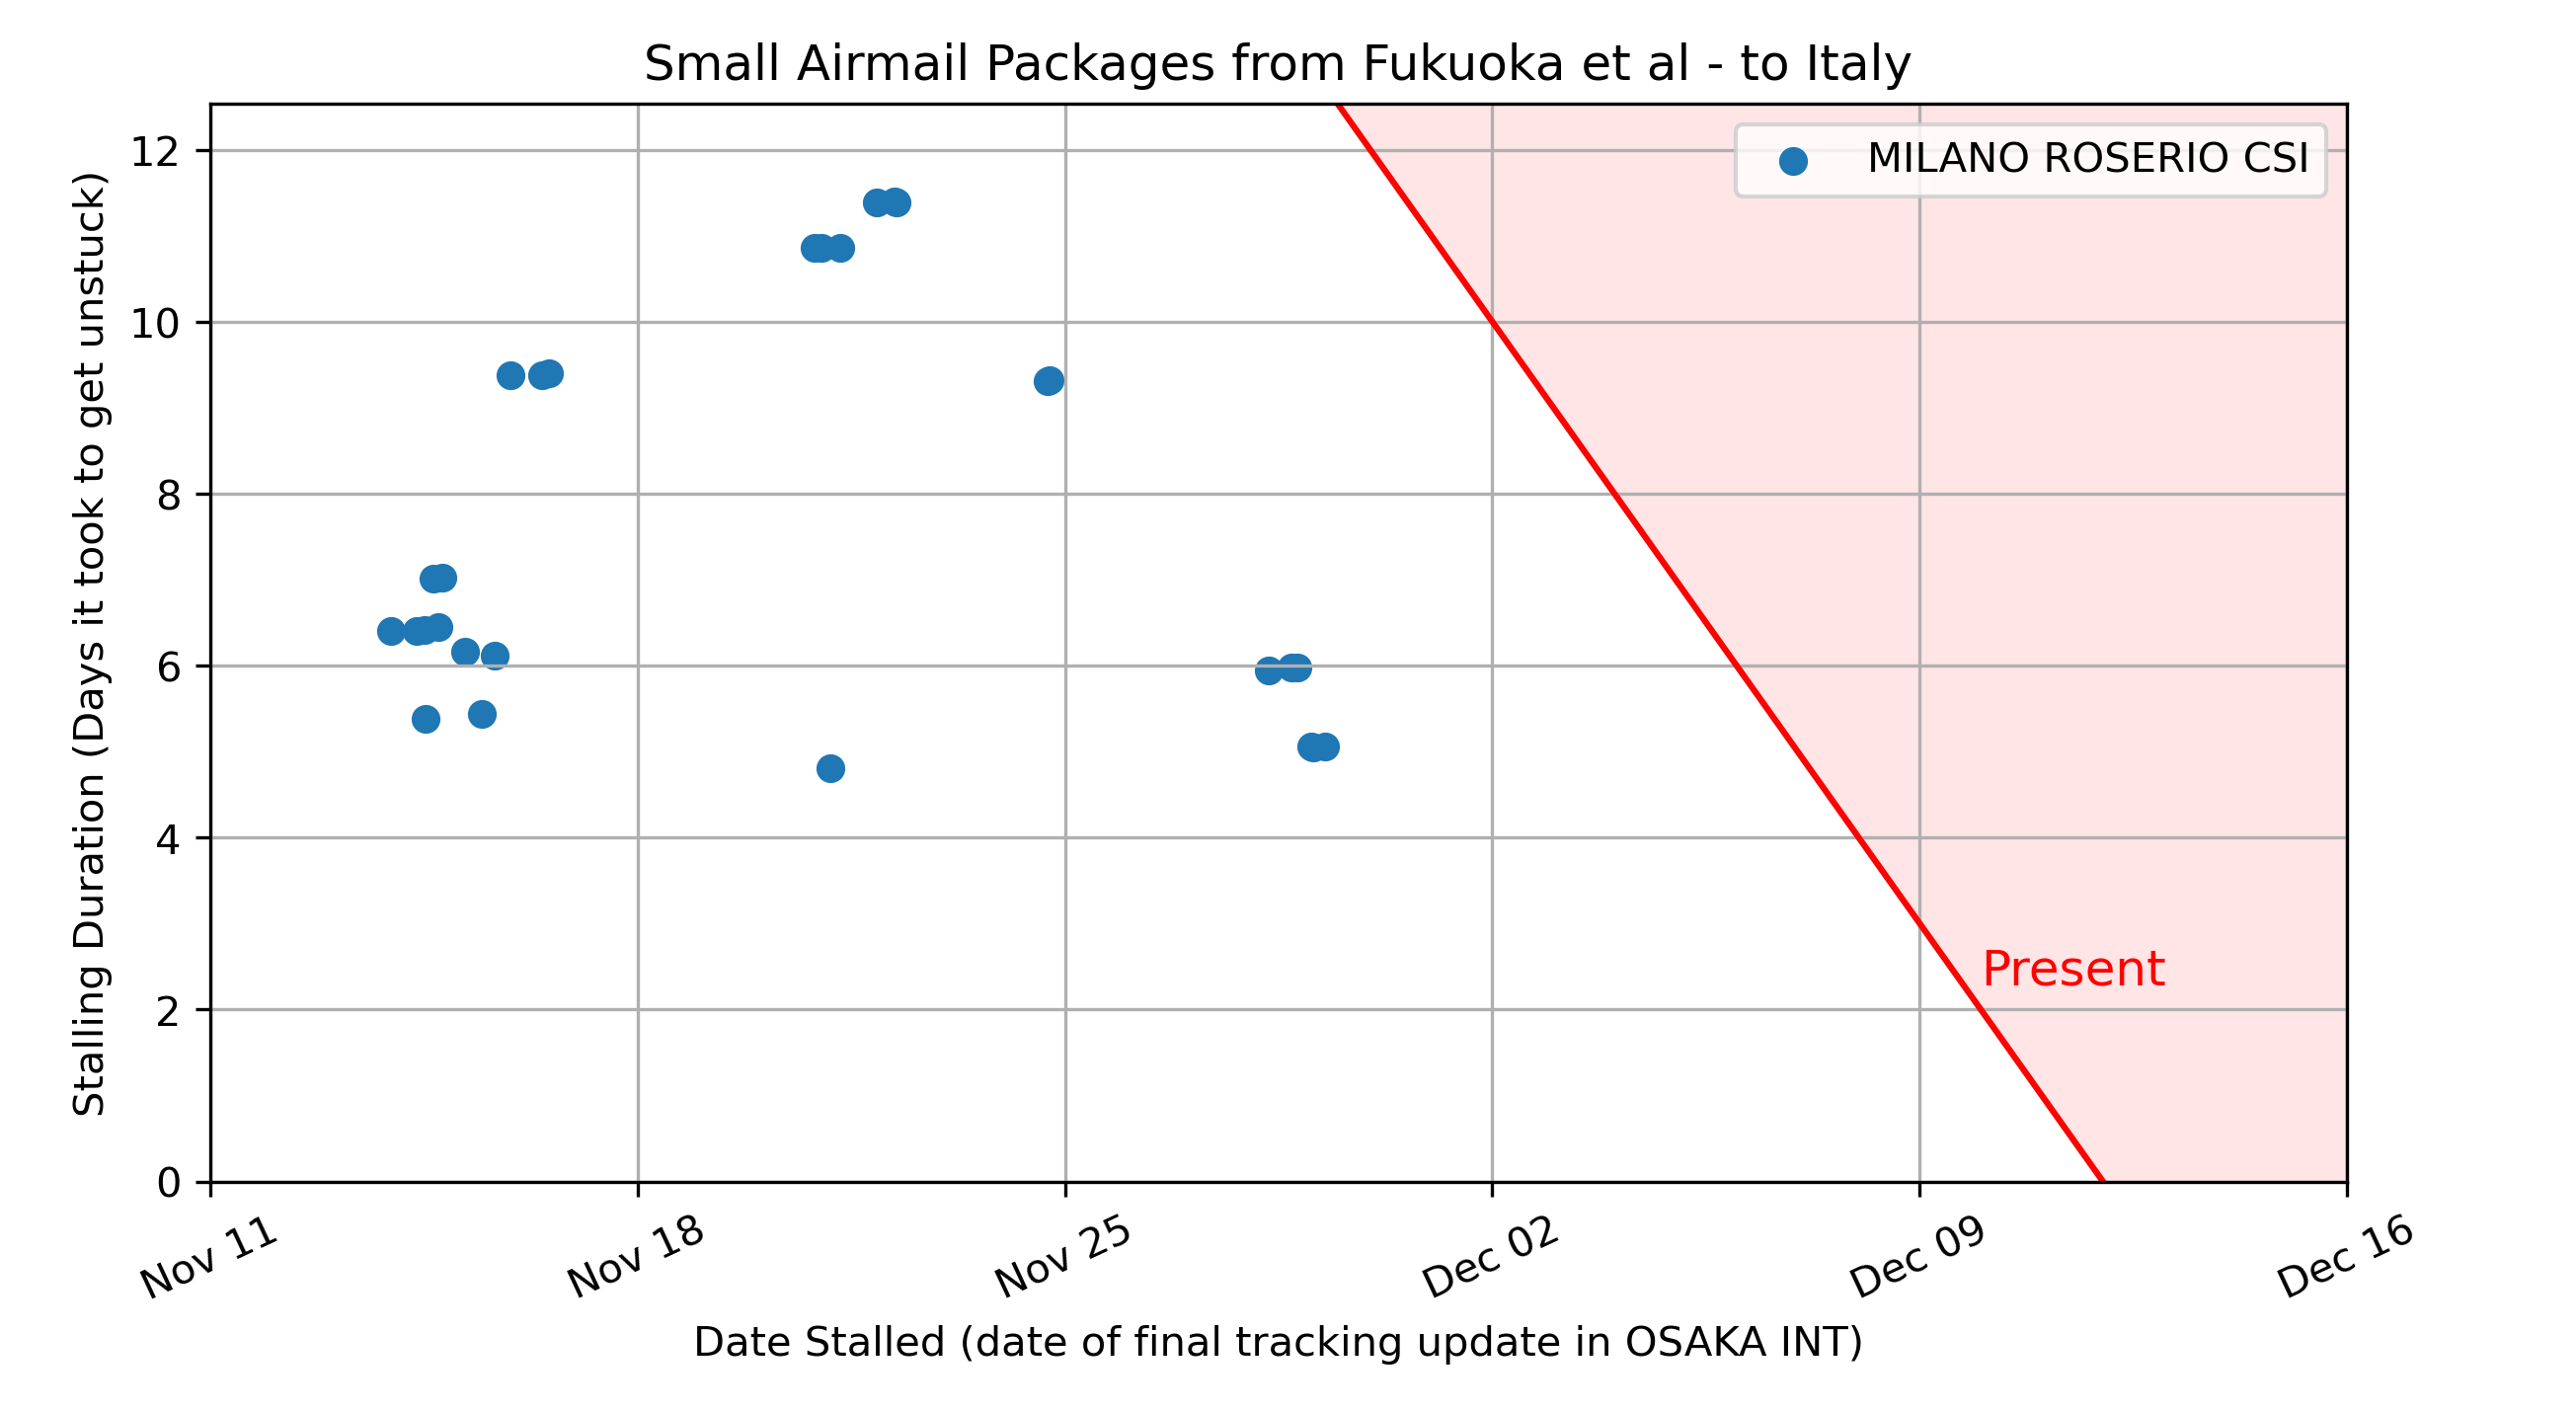 Small Airmail Packages from Fukuoka et al - to Italy
MILANO ROSERIO CSI
Stalling Duration (Days it took to get unstuck)
12
10
8
6
4
2
0
Present
Nov 11
Nov 18
Nov 25
Dec 02
Dec 09
Dec 16
Date Stalled (date of final tracking update in OSAKA INT)